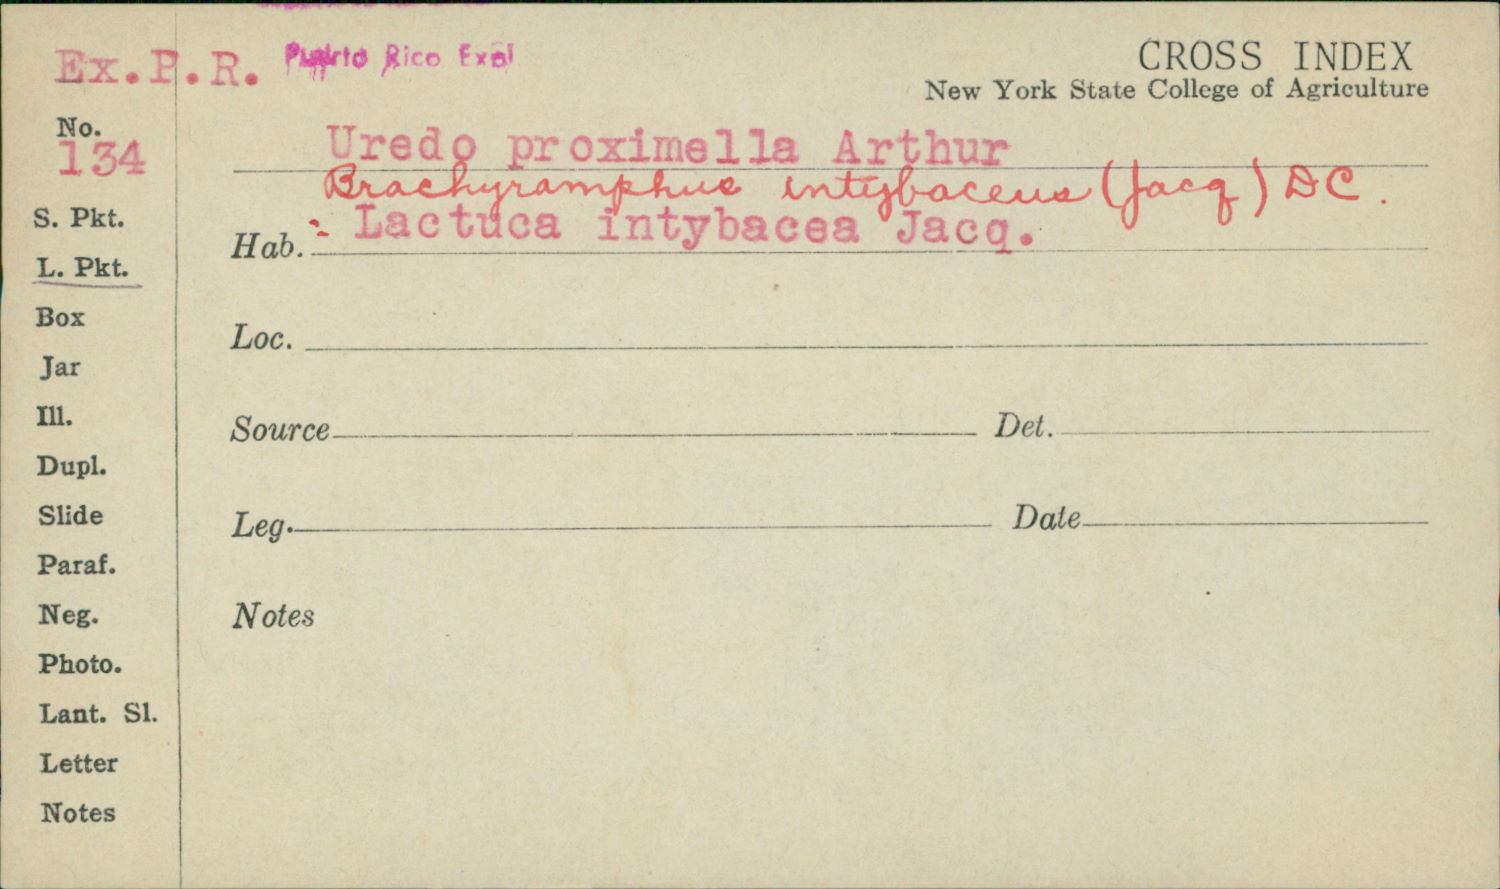 Ex.P.R. Puerto Rico Expl
CROSS INDEX
New York State College of Agriculture
No.
134
Uredo proximella Arthur
Brachyramphus intybaceus (Jacq) DC.
Hab. :- Lactuca intybacea Jacq.
Loc.
Source Det.
Leg. Date
Notes
S. Pkt.
L. Pkt.
Box
Jar
Ill.
Dupl.
Slide
Paraf.
Neg.
Photo.
Lant. Sl.
Letter
Notes